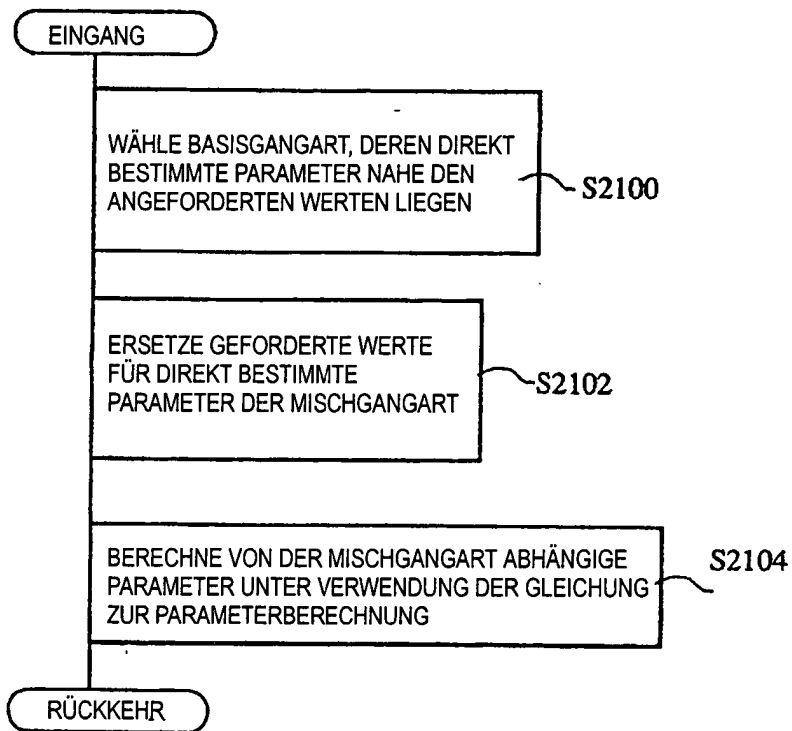 EINGANG
WÄHLE BASISGANGART, DEREN DIREKT
BESTIMMTE PARAMETER NAHE DEN
ANGEFORDERTEN WERTEN LIEGEN
S2100
ERSETZE GEFORDERTE WERTE
FÜR DIREKT BESTIMMTE
PARAMETER DER MISCHGANGART
S2102
BERECHNE VON DER MISCHGANGART ABHÄNGIGE
PARAMETER UNTER VERWENDUNG DER GLEICHUNG
ZUR PARAMETERBERECHNUNG
S2104
RÜCKKEHR